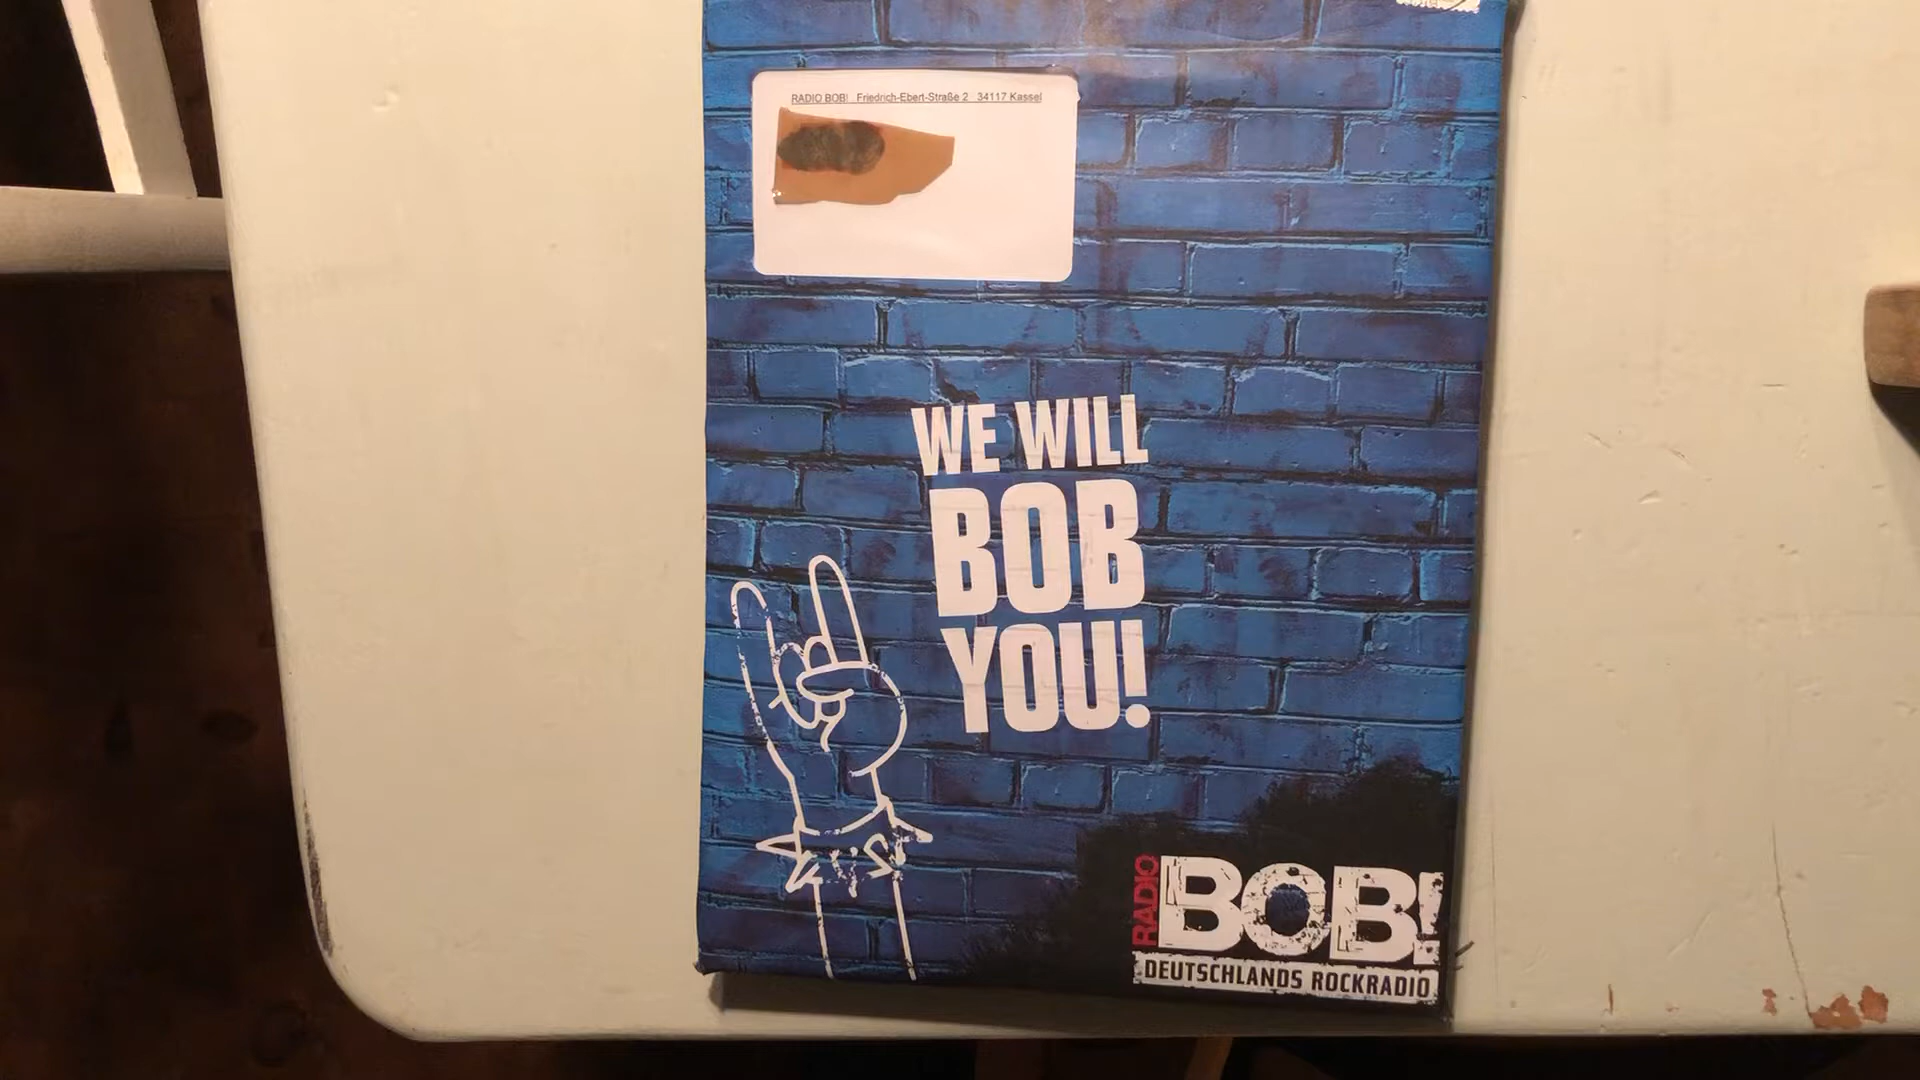 RADIO BOB! Friedrich-Ebert-Straße 2 34117 Kassel
WE WILL
BOB
YOU!
RADIO
BOB!
DEUTSCHLANDS ROCKRADIO